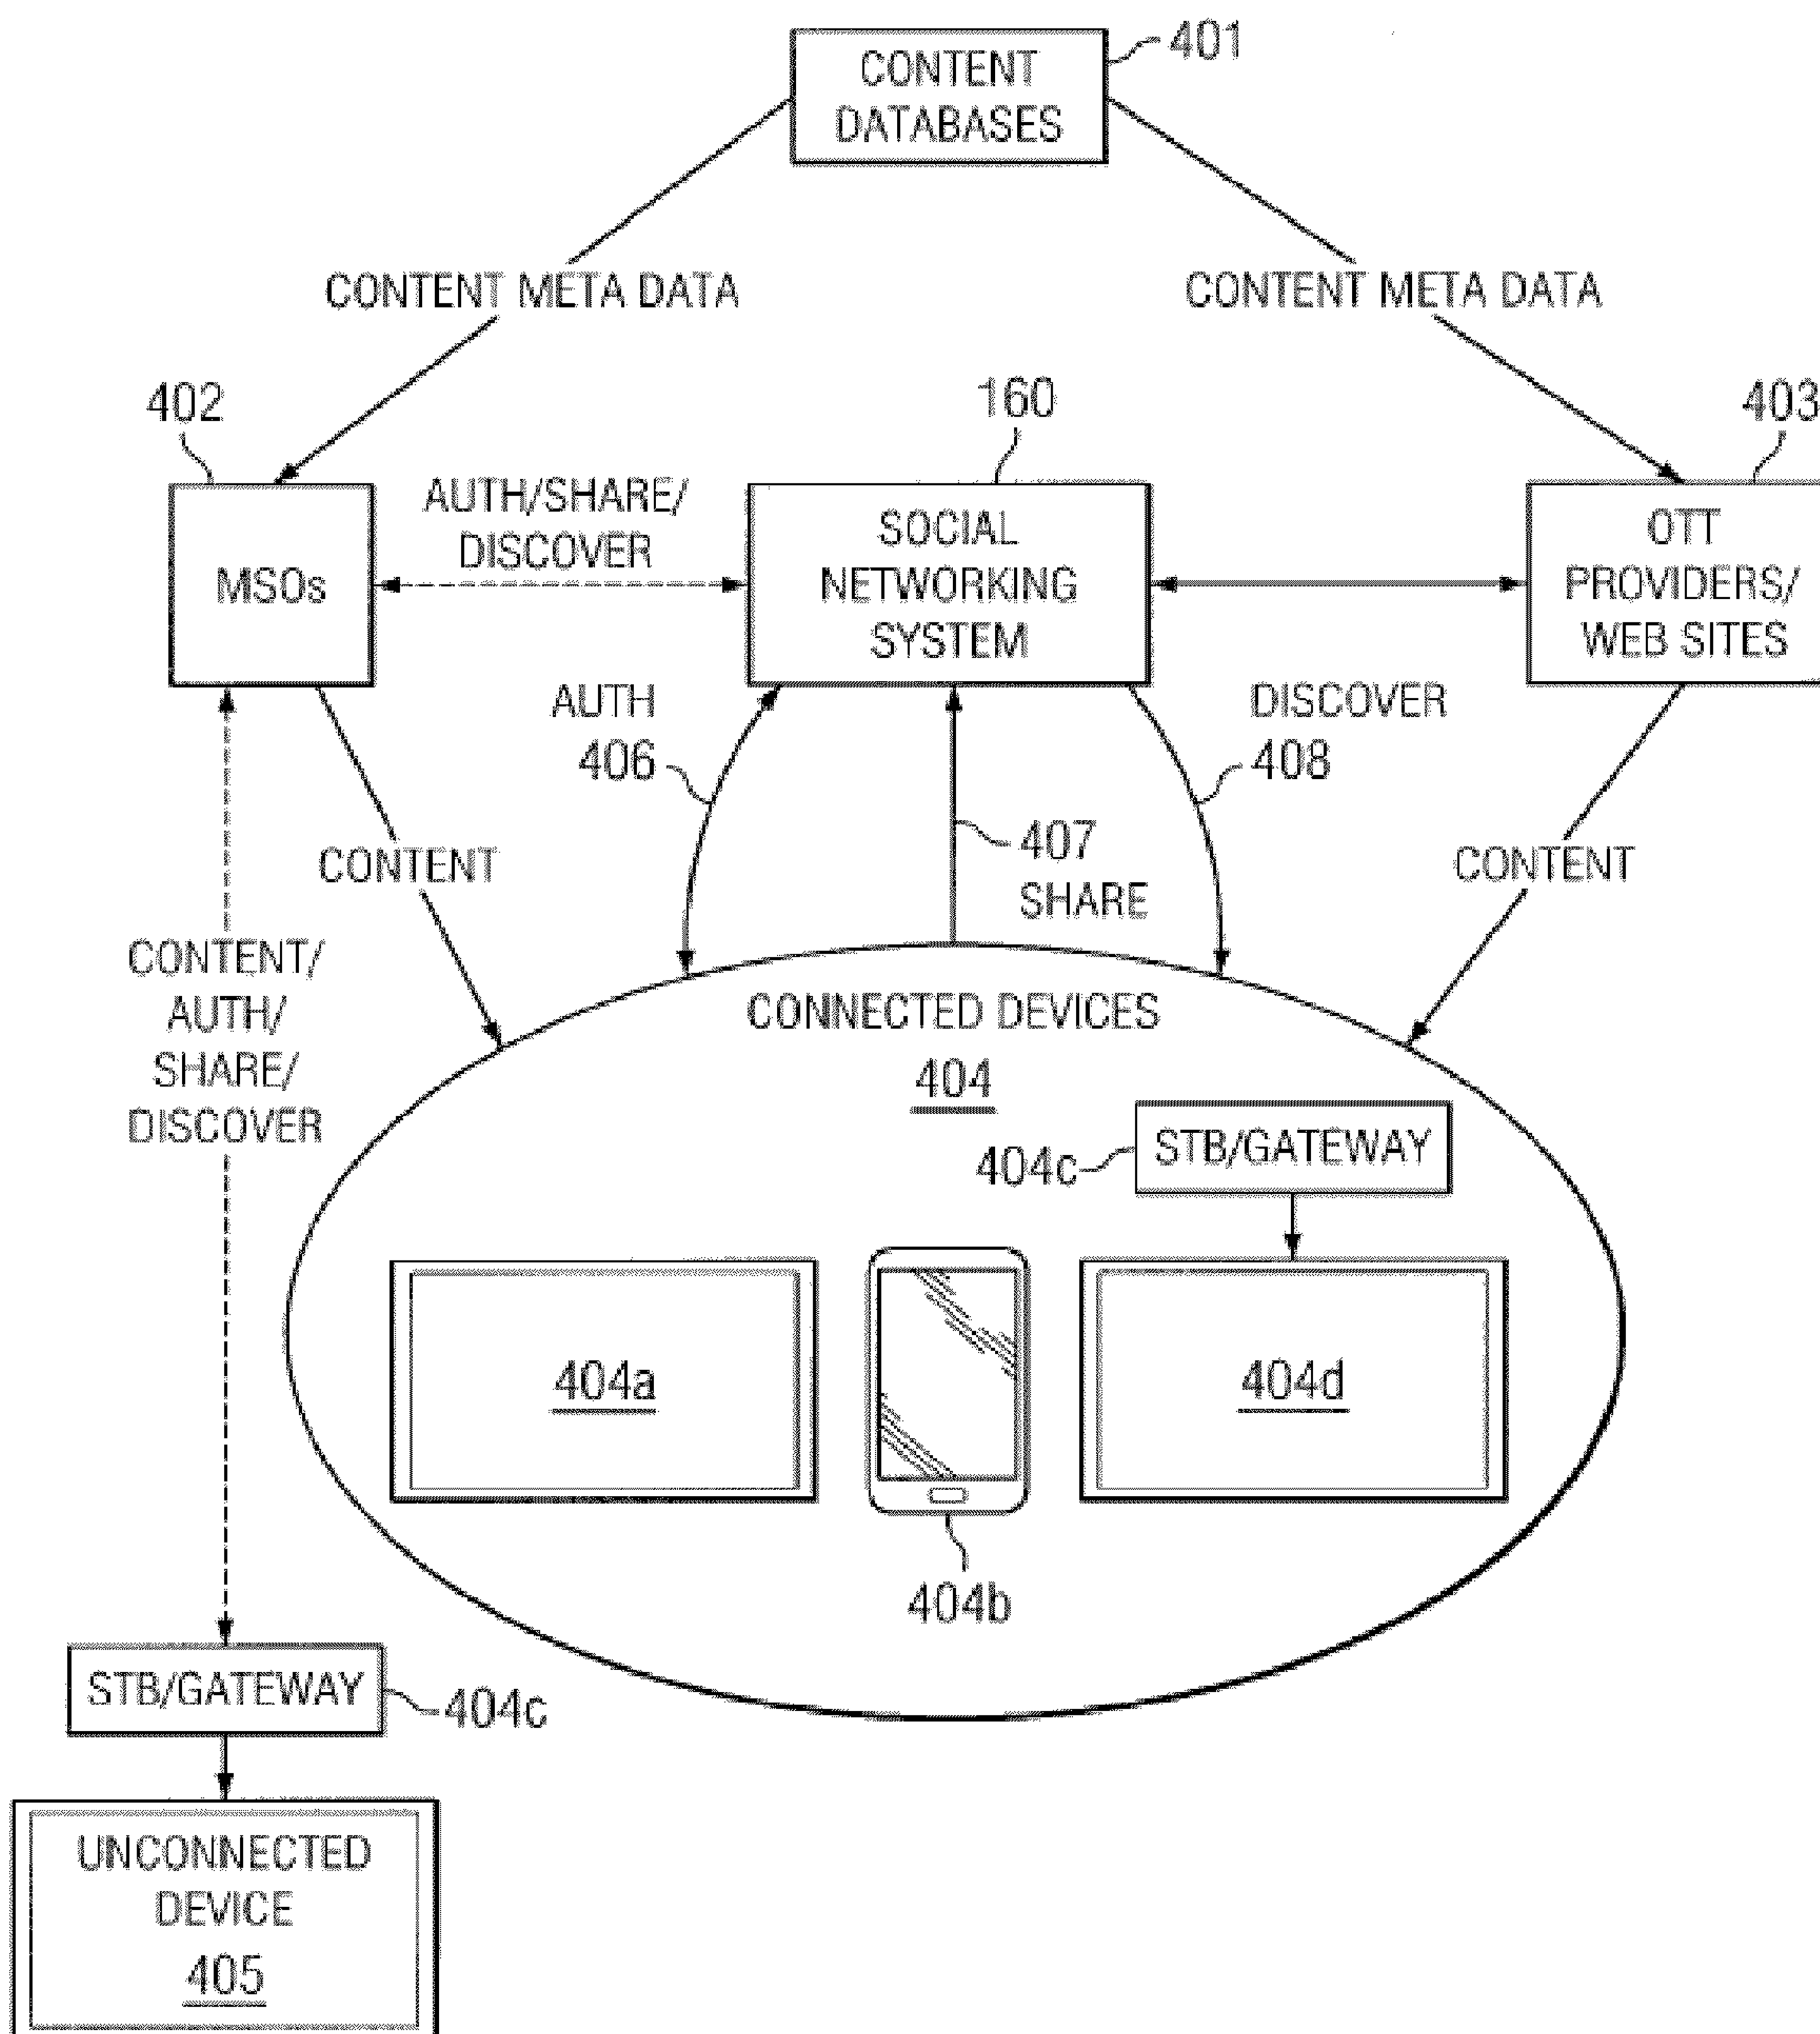 CONTENT
DATABASES
401
CONTENT META DATA
CONTENT META DATA
402
160
403
MSOs
AUTH/SHARE/
DISCOVER
SOCIAL
NETWORKING
SYSTEM
OTT
PROVIDERS/
WEB SITES
AUTH
406
DISCOVER
408
407
SHARE
CONTENT
CONTENT
CONTENT/
AUTH/
SHARE/
DISCOVER
CONNECTED DEVICES
404
404c
STB/GATEWAY
404a
404b
404d
STB/GATEWAY
404c
UNCONNECTED
DEVICE
405